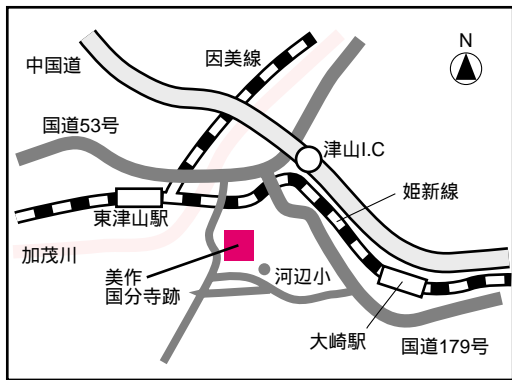 N
因美線
中国道
国道53号
津山I.C
姫新線
東津山駅
加茂川
美作
国分寺跡
河辺小
大崎駅
国道179号